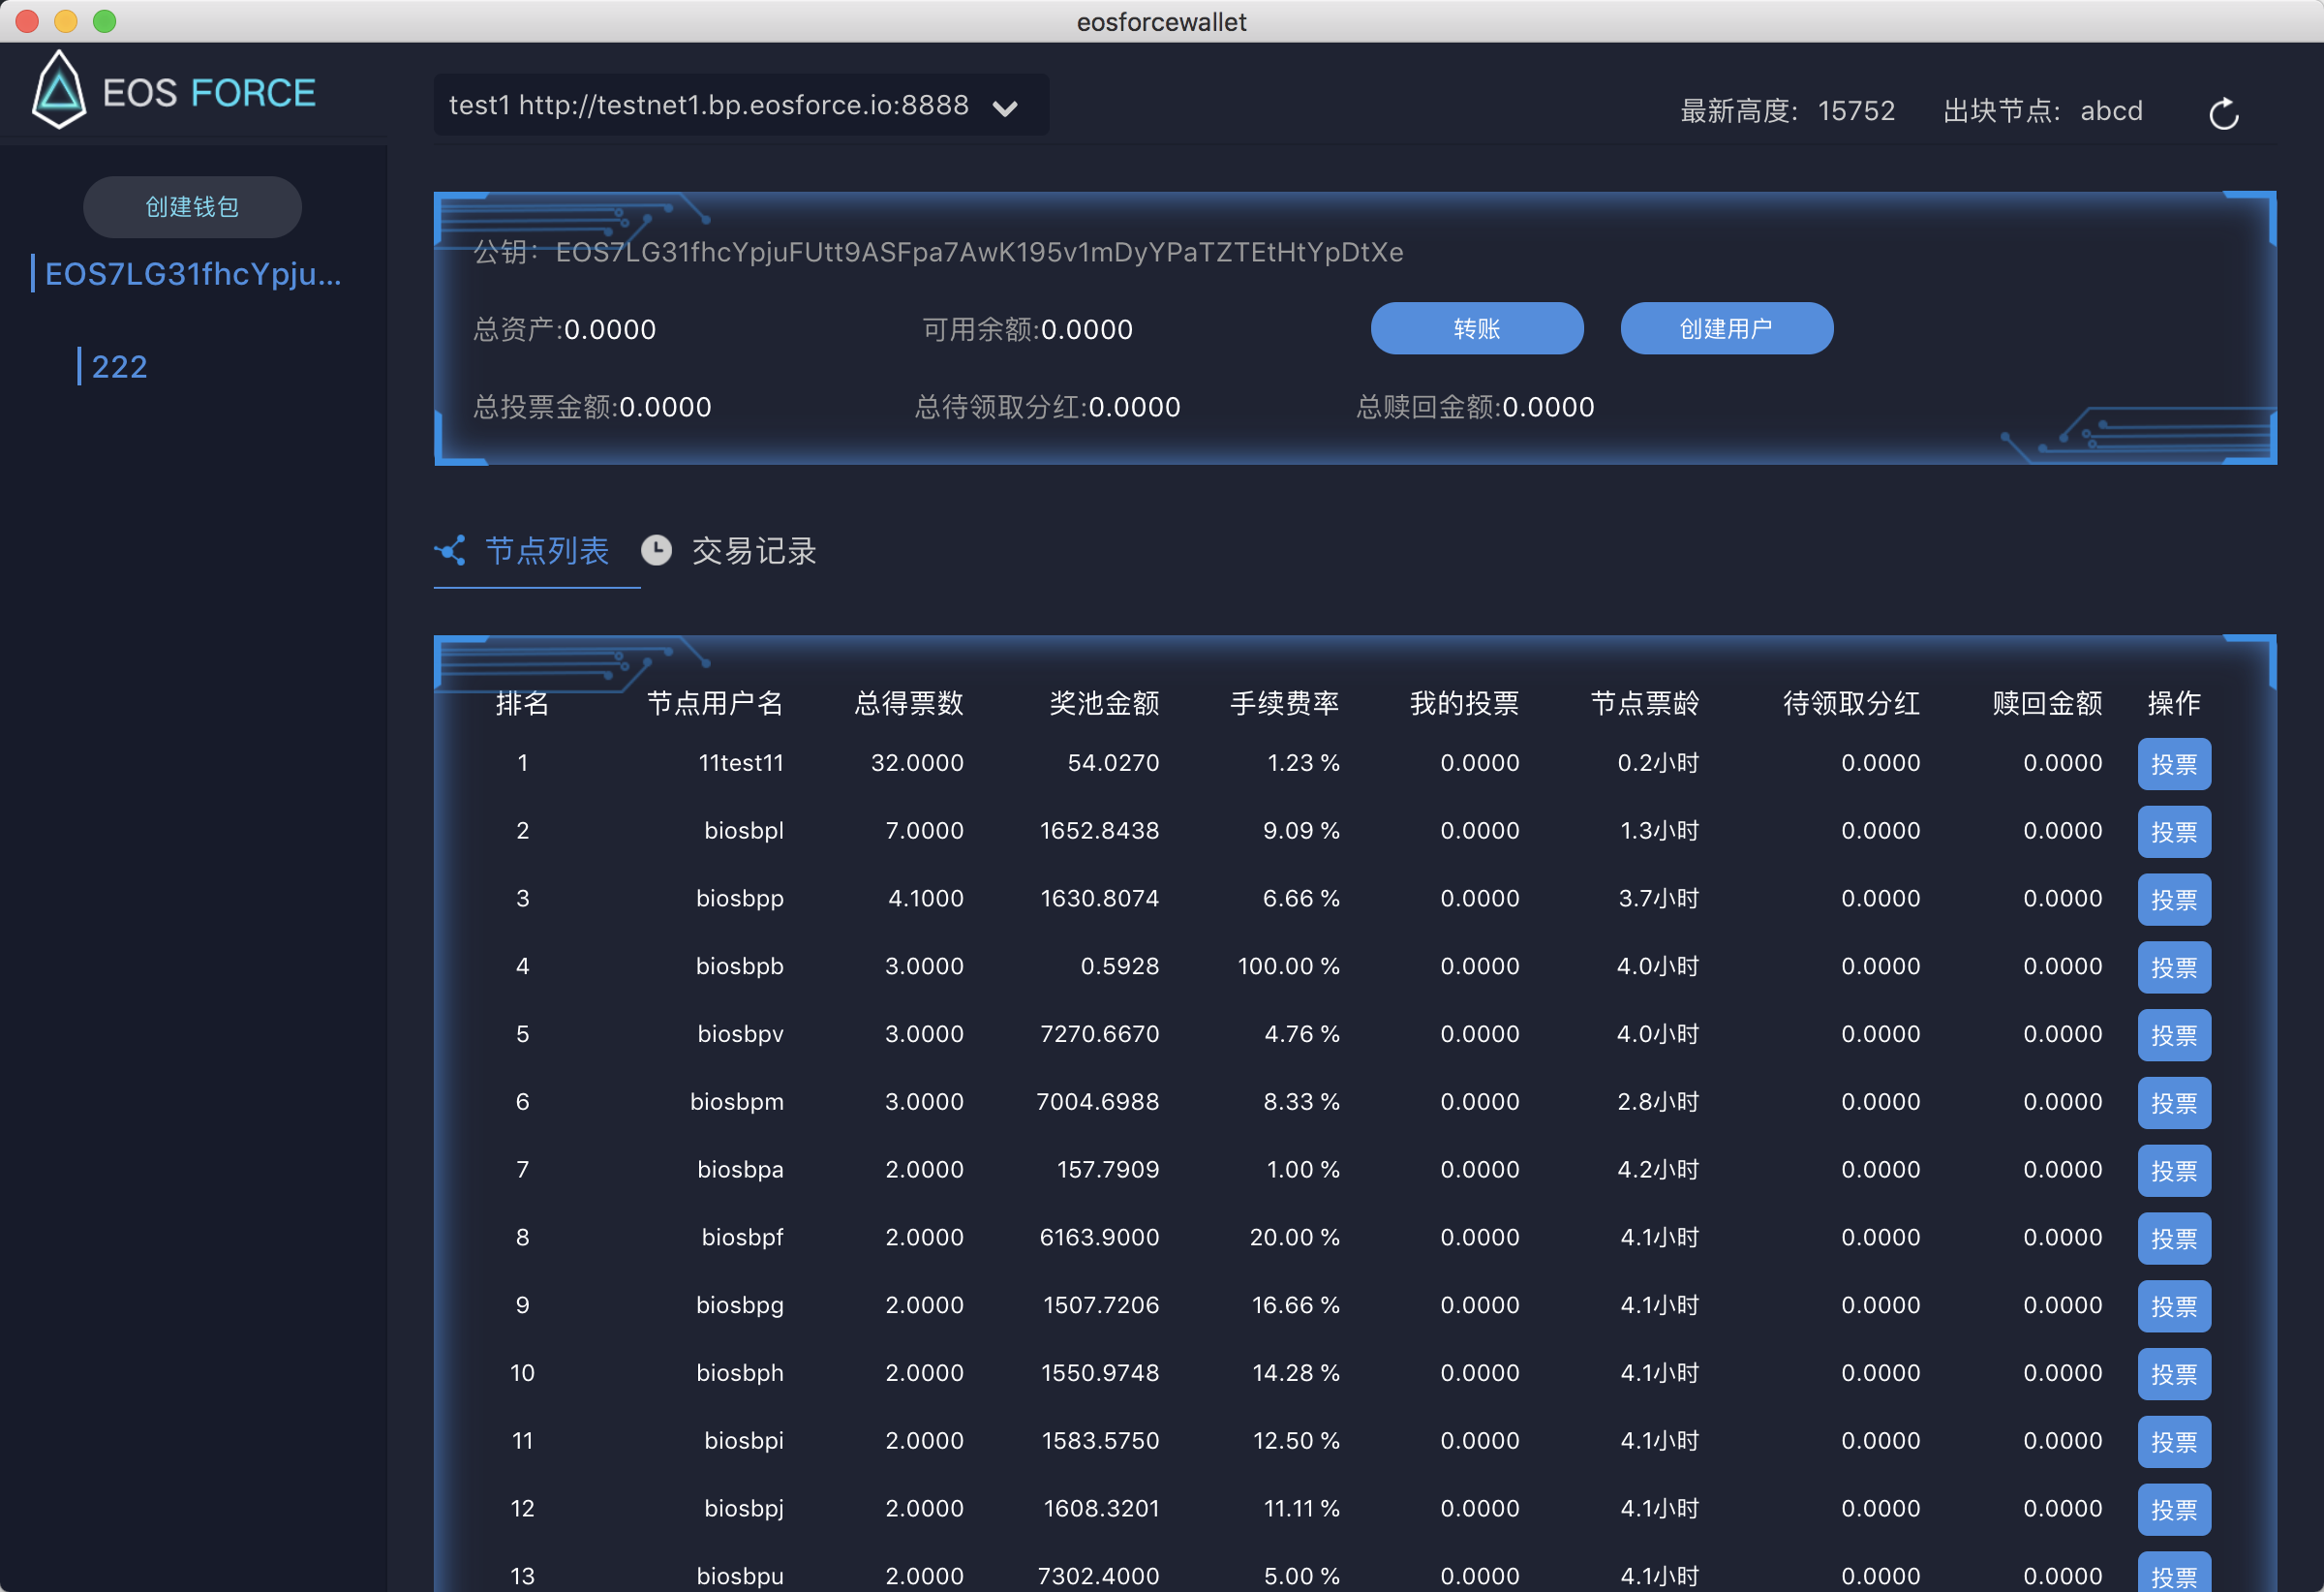 eosforcewallet
EOS FORCE
test1 http://testnet1.bp.eosforce.io:8888
最新高度: 15752 出块节点: abcd
创建钱包
EOS7LG31fhcYpju...
222
公钥: EOS7LG31fhcYpjuFUtt9ASFpa7AwK195v1mDyYPaTZTEtHtYpDtXe
总资产:0.0000 可用余额:0.0000 转账 创建用户
总投票金额:0.0000 总待领取分红:0.0000 总赎回金额:0.0000
节点列表 交易记录
排名 节点用户名 总得票数 奖池金额 手续费率 我的投票 节点票龄 待领取分红 赎回金额 操作
1 11test11 32.0000 54.0270 1.23 % 0.0000 0.2小时 0.0000 0.0000 投票
2 biosbpl 7.0000 1652.8438 9.09 % 0.0000 1.3小时 0.0000 0.0000 投票
3 biosbpp 4.1000 1630.8074 6.66 % 0.0000 3.7小时 0.0000 0.0000 投票
4 biosbpb 3.0000 0.5928 100.00 % 0.0000 4.0小时 0.0000 0.0000 投票
5 biosbpv 3.0000 7270.6670 4.76 % 0.0000 4.0小时 0.0000 0.0000 投票
6 biosbpm 3.0000 7004.6988 8.33 % 0.0000 2.8小时 0.0000 0.0000 投票
7 biosbpa 2.0000 157.7909 1.00 % 0.0000 4.2小时 0.0000 0.0000 投票
8 biosbpf 2.0000 6163.9000 20.00 % 0.0000 4.1小时 0.0000 0.0000 投票
9 biosbpg 2.0000 1507.7206 16.66 % 0.0000 4.1小时 0.0000 0.0000 投票
10 biosbph 2.0000 1550.9748 14.28 % 0.0000 4.1小时 0.0000 0.0000 投票
11 biosbpi 2.0000 1583.5750 12.50 % 0.0000 4.1小时 0.0000 0.0000 投票
12 biosbpj 2.0000 1608.3201 11.11 % 0.0000 4.1小时 0.0000 0.0000 投票
13 biosbpu 2.0000 7302.4000 5.00 % 0.0000 4.1小时 0.0000 0.0000 投票